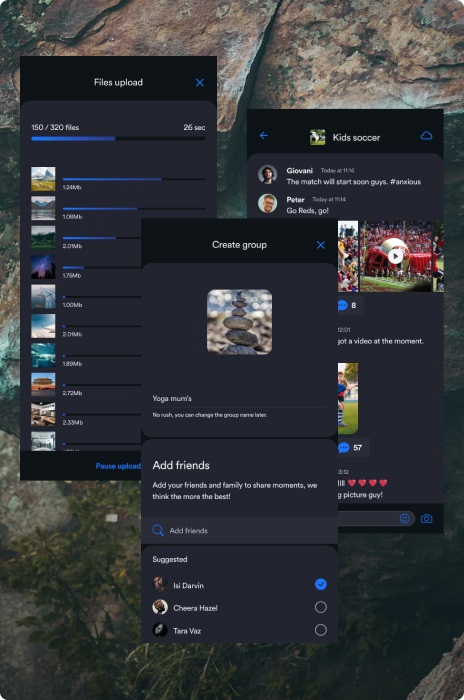 Files upload
150 / 320 files
26 sec
1.24Mb
1.08Mb
2.01Mb
1.75Mb
1.00Mb
2.01Mb
1.89Mb
2.72Mb
2.33Mb
Pause upload
Kids soccer
Giovani Today at 11:14
The match will start soon guys. #anxious
Peter Today at 11:14
Go Reds, go!
8
12:01
got a video at the moment.
57
g picture guy!
Create group
Yoga mum's
No rush, you can change the group name later.
Add friends
Add your friends and family to share moments, we
think the more the best!
Add friends
Suggested
Isi Darvin
Cheera Hazel
Tara Vaz